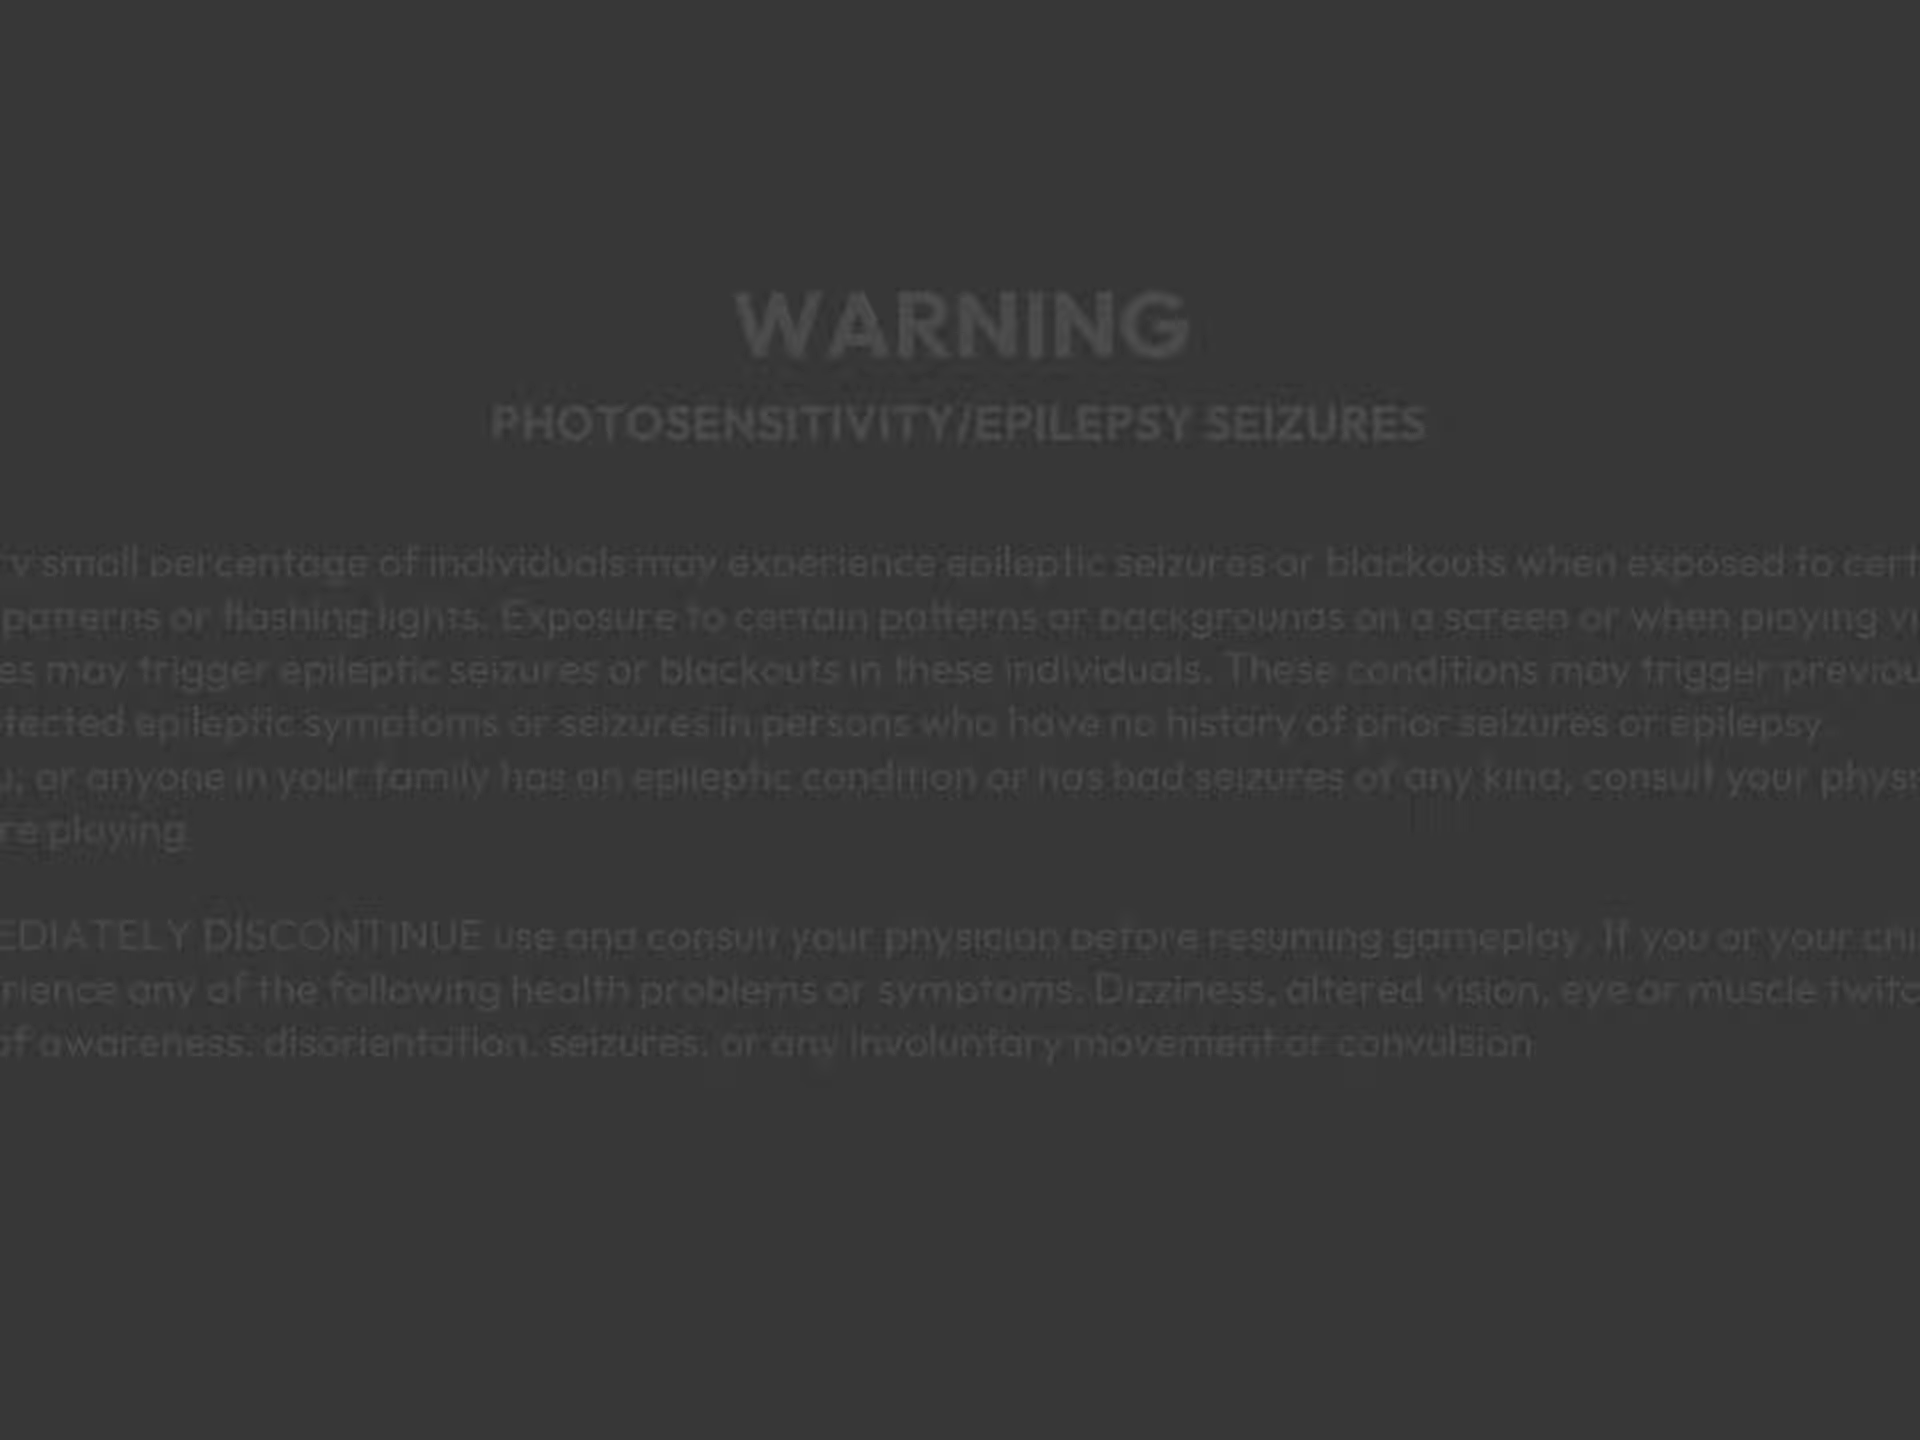 WARNING
PHOTOSENSITIVITY/EPILEPSY SEIZURES
small percentage of individuals may experience epileptic seizures or blackouts when exposed to
patterns or flashing lights. Exposure to certain patterns or backgrounds on a screen or when playing
may trigger epileptic seizures or blackouts in these individuals. These conditions may trigger
epileptic symptoms or seizures in persons who have no history of prior seizures or epilepsy.
or anyone in your family has an epileptic condition or has had seizures of any kind, consult your
playing
DISCONTINUE use and consult your physician before resuming gameplay. If you or your
any of the following health problems or symptoms. Dizziness, altered vision, eye or muscle
awareness, disorientation, seizures, or any involuntary movement or convulsion